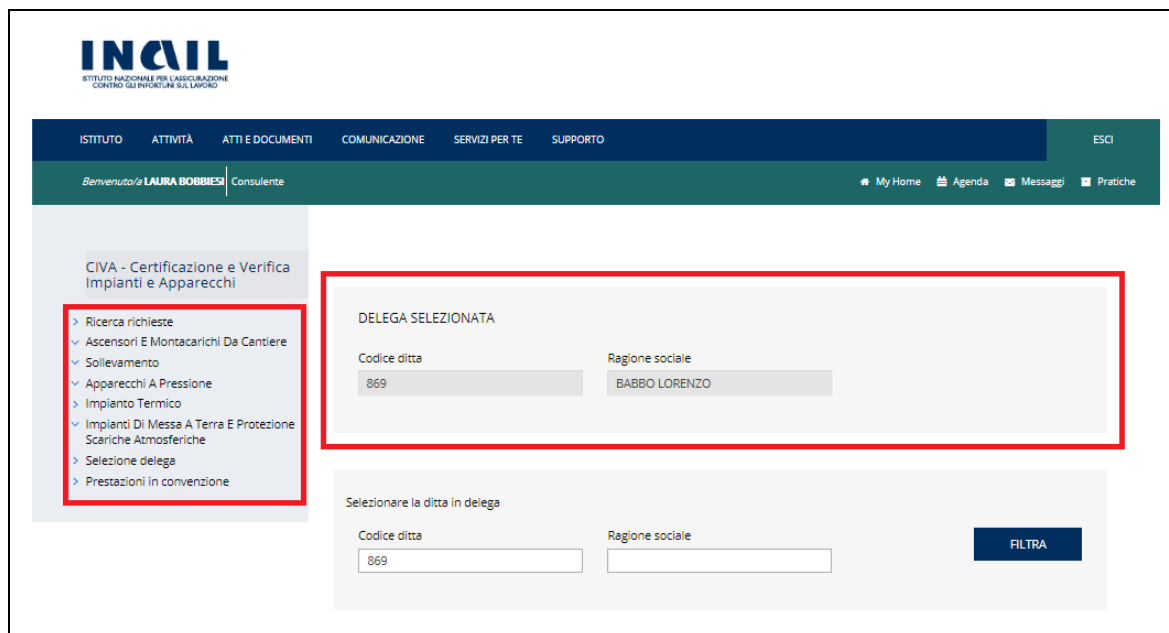 INAIL
ISTITUTO NAZIONALE PER L'ASSICURAZIONE
CONTRO GLI INFORTUNI SUL LAVORO
ISTITUTO ATTIVITÀ ATTI E DOCUMENTI COMUNICAZIONE SERVIZI PER TE SUPPORTO ESCI
Benvenuto/a LAURA BOBBIESI Consulente My Home Agenda Messaggi Pratiche
CIVA - Certificazione e Verifica
Impianti e Apparecchi
Ricerca richieste
Ascensori E Montacarichi Da Cantiere
Sollevamento
Apparecchi A Pressione
Impianto Termico
Impianti Di Messa A Terra E Protezione
Scariche Atmosferiche
Selezione delega
Prestazioni in convenzione
DELEGA SELEZIONATA
Codice ditta Ragione sociale
869 BABBO LORENZO
Selezionare la ditta in delega
Codice ditta Ragione sociale
869
FILTRA